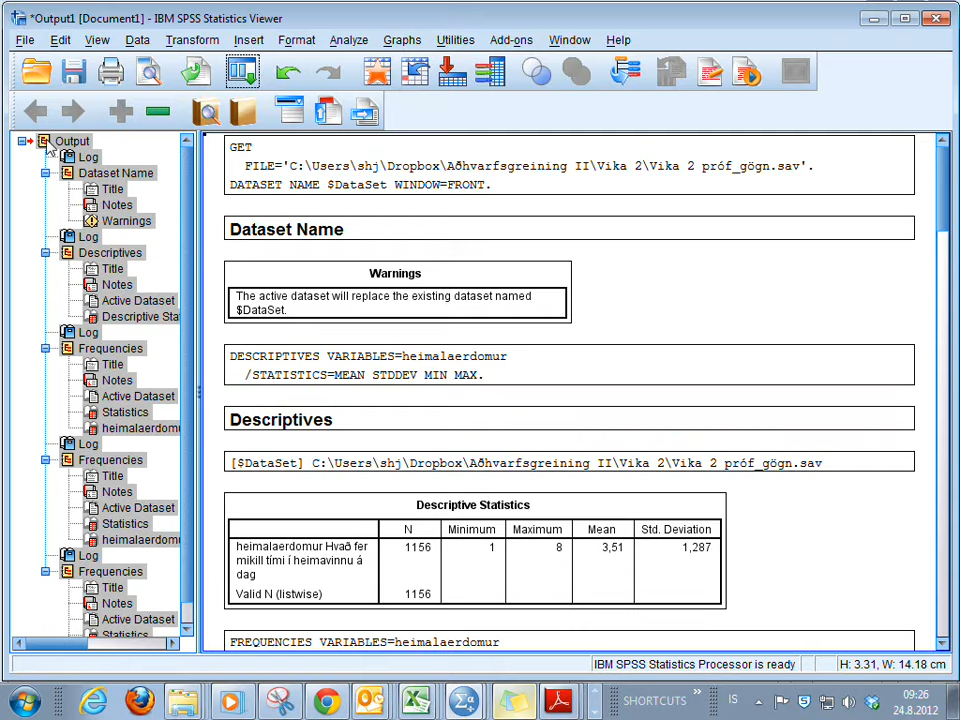 *Output1 [Document1] - IBM SPSS Statistics Viewer
File Edit View Data Transform Insert Format Analyze Graphs Utilities Add-ons Window Help
Output
Log
Dataset Name
Title
Notes
Warnings
Log
Descriptives
Title
Notes
Active Dataset
Descriptive Sta
Log
Frequencies
Title
Notes
Active Dataset
Statistics
heimalaerdomu
Log
Frequencies
Title
Notes
Active Dataset
Statistics
heimalaerdomu
Log
Frequencies
Title
Notes
Active Dataset
Statistics
GET
FILE='C:\Users\shj\Dropbox\Aðhvarfsgreining II\Vika 2\Vika 2 próf_gögn.sav'.
DATASET NAME $DataSet WINDOW=FRONT.
Dataset Name
Warnings
The active dataset will replace the existing dataset named
$DataSet.
DESCRIPTIVES VARIABLES=heimalaerdomur
/STATISTICS=MEAN STDDEV MIN MAX.
Descriptives
[$DataSet] C:\Users\shj\Dropbox\Aðhvarfsgreining II\Vika 2\Vika 2 próf_gögn.sav
Descriptive Statistics
N Minimum Maximum Mean Std. Deviation
heimalaerdomur Hvað fer 1156 1 8 3,51 1,287
mikill tími í heimavinnu á
dag
Valid N (listwise) 1156
FREQUENCIES VARIABLES=heimalaerdomur
IBM SPSS Statistics Processor is ready H: 3.31, W: 14.18 cm
SHORTCUTS » IS 09:26
24.8.2012